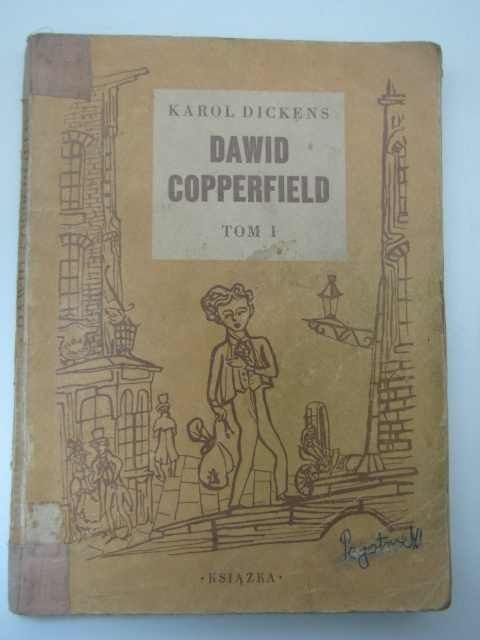 KAROL DICKENS
DAWID
COPPERFIELD
TOM I
·KSIĄŻKA·